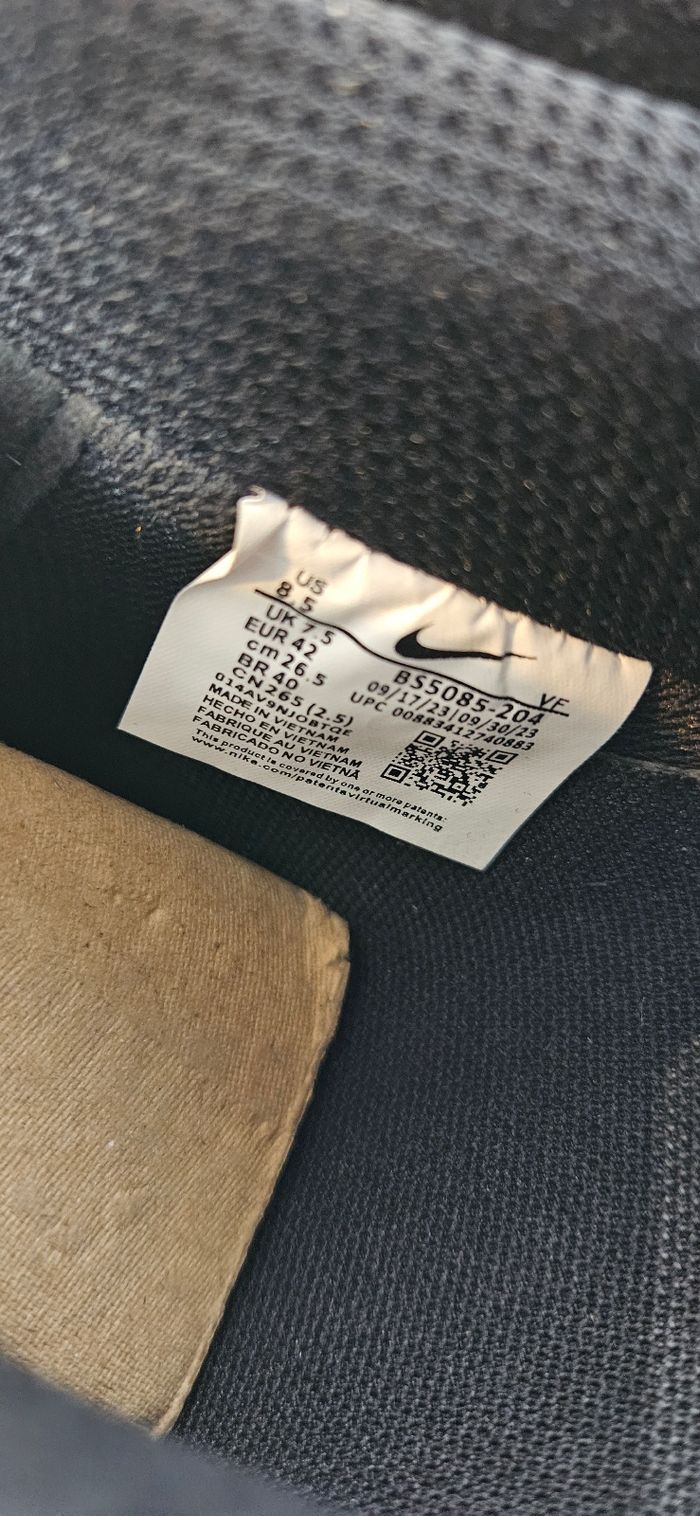 US
8.5
UK 7.5
EUR 42
cm 26.5
BR 40
CN 265 (2.5)
MADE IN VIETNAM
HECHO EN VIETNAM
FABRIQUE AU VIETNAM
FABRICADO NO VIETNÃ
www.nike.com/patentavirtualmarking
This product is covered by one or more patents:
VF
BS5085-204
09/17/23|09/30/23
UPC 00883412740883